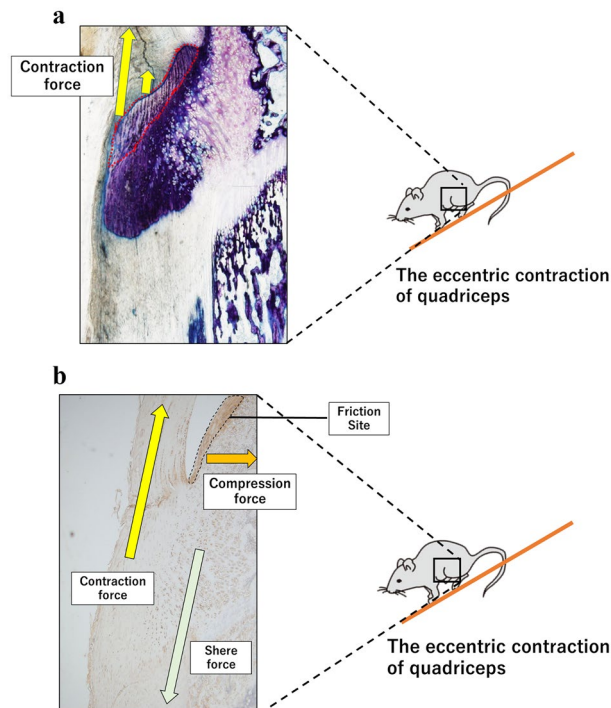 a
Contraction
force
The eccentric contraction
of quadriceps
b
Friction
Site
Compression
force
Contraction
force
Shere
force
The eccentric contraction
of quadriceps